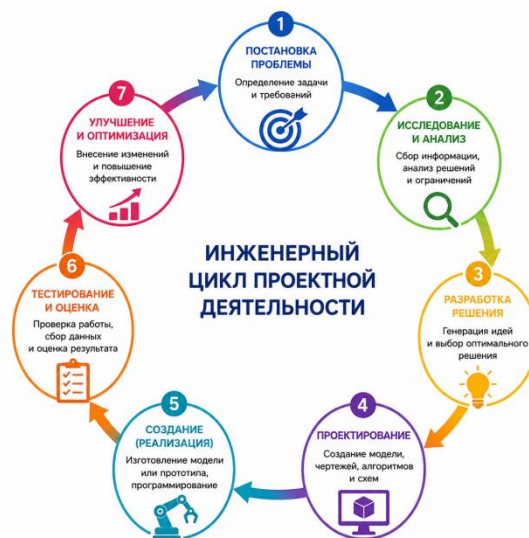 1
ПОСТАНОВКА
ПРОБЛЕМЫ
Определение задачи
и требований
2
ИССЛЕДОВАНИЕ
И АНАЛИЗ
Сбор информации,
анализ решений
и ограничений
3
РАЗРАБОТКА
РЕШЕНИЯ
Генерация идей
и выбор оптимального
решения
4
ПРОЕКТИРОВАНИЕ
Создание модели,
чертежей, алгоритмов
и схем
5
СОЗДАНИЕ
(РЕАЛИЗАЦИЯ)
Изготовление модели
или прототипа,
программирование
6
ТЕСТИРОВАНИЕ
И ОЦЕНКА
Проверка работы,
сбор данных
и оценка результата
7
УЛУЧШЕНИЕ
И ОПТИМИЗАЦИЯ
Внесение изменений
и повышение
эффективности
ИНЖЕНЕРНЫЙ
ЦИКЛ ПРОЕКТНОЙ
ДЕЯТЕЛЬНОСТИ